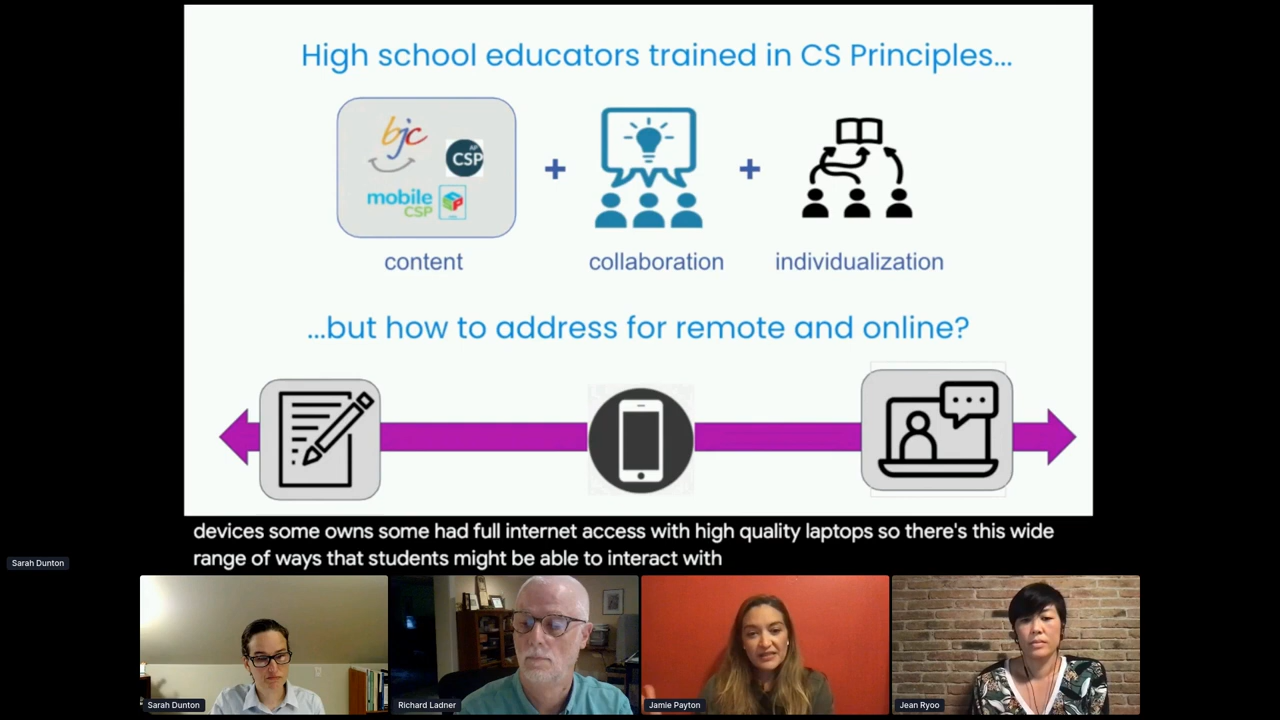 High school educators trained in CS Principles...
bjc
AP
CSP
mobile
CSP
content
+
collaboration
+
individualization
...but how to address for remote and online?
devices some owns some had full internet access with high quality laptops so there's this wide
range of ways that students might be able to interact with
Sarah Dunton
Sarah Dunton
Richard Ladner
Jamie Payton
Jean Ryoo